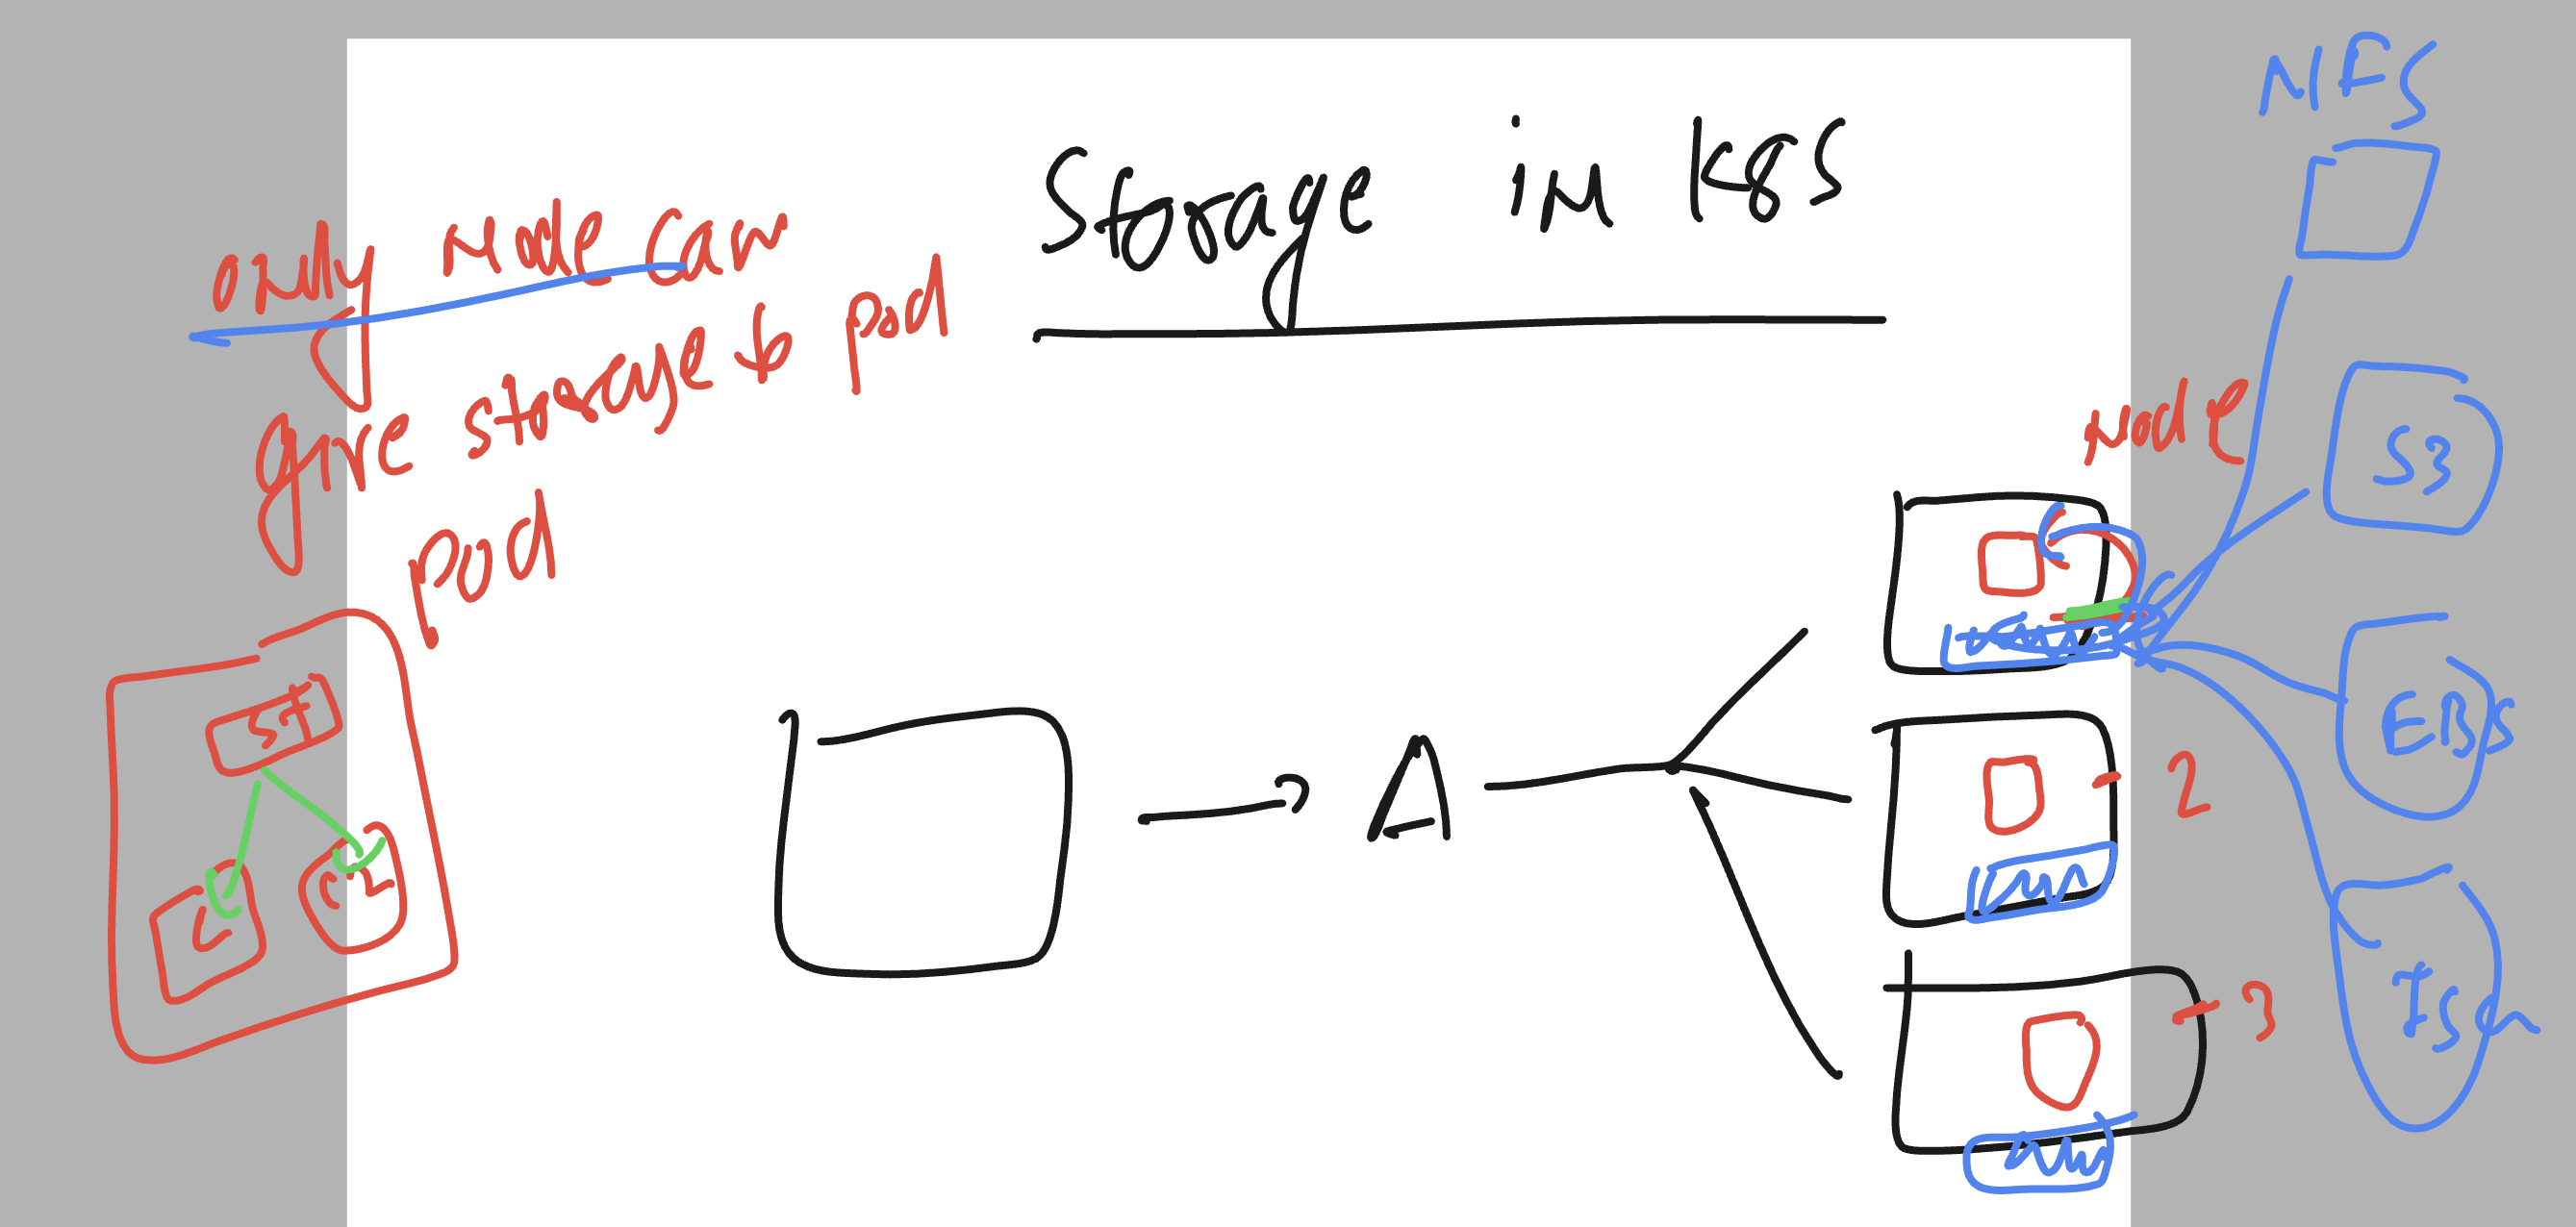 Storage in K8S
only Node can
give storage to pod
pod
St
C
C2
A
Node
2
3
NFS
S3
EBS